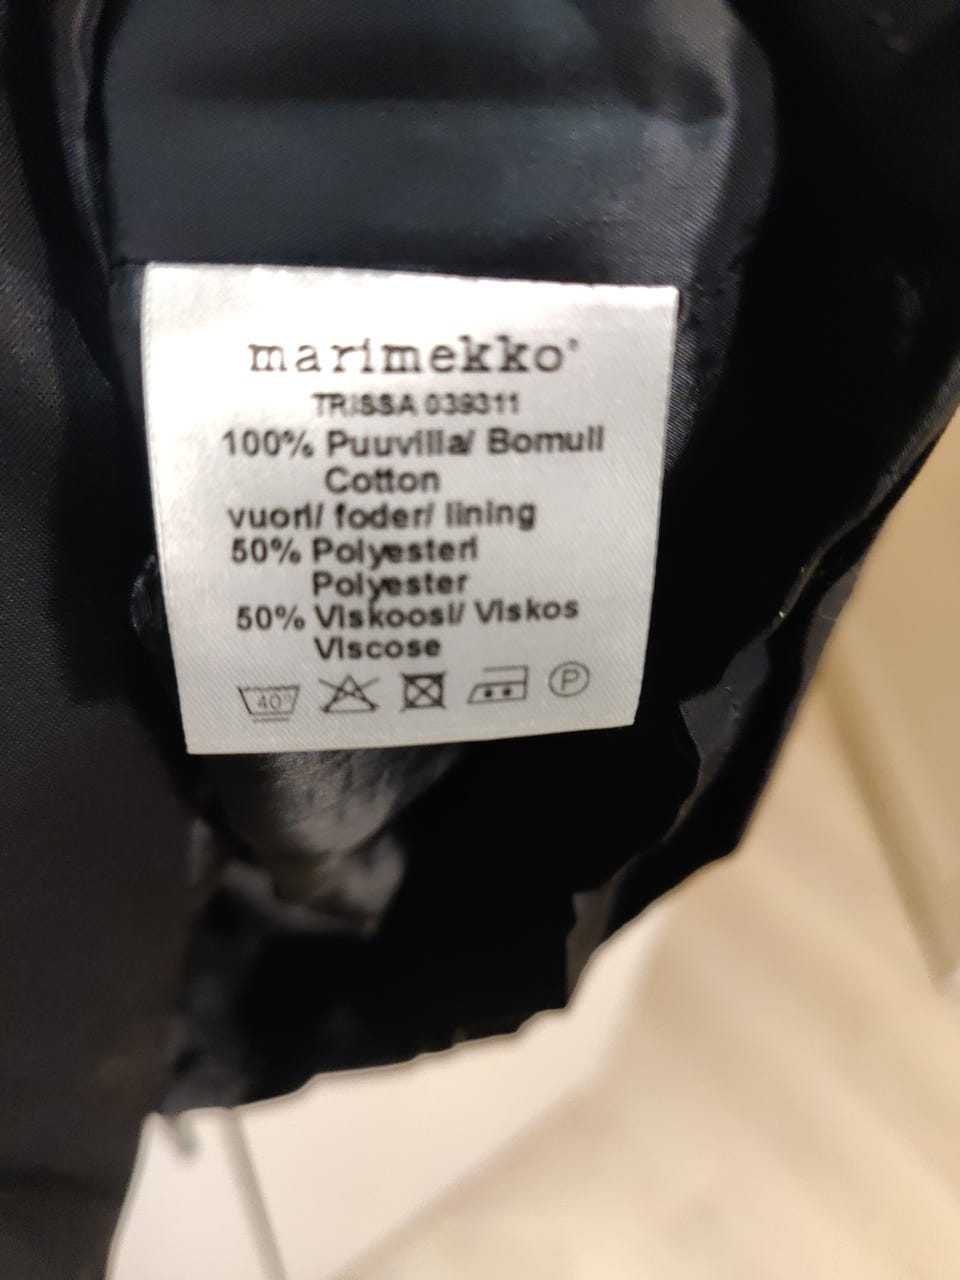 marimekko®
TRISSA 039311
100% Puuvilla/ Bomull
Cotton
vuori/ foder/ lining
50% Polyesteri
Polyester
50% Viskoosi/ Viskos
Viscose
40° P